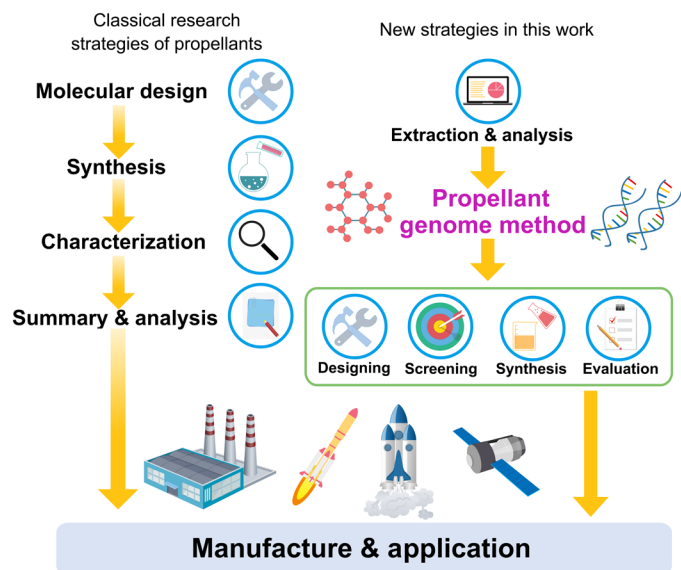 Classical research
strategies of propellants
Molecular design
Synthesis
Characterization
Summary & analysis
New strategies in this work
Extraction & analysis
Propellant
genome method
Designing
Screening
Synthesis
Evaluation
Manufacture & application